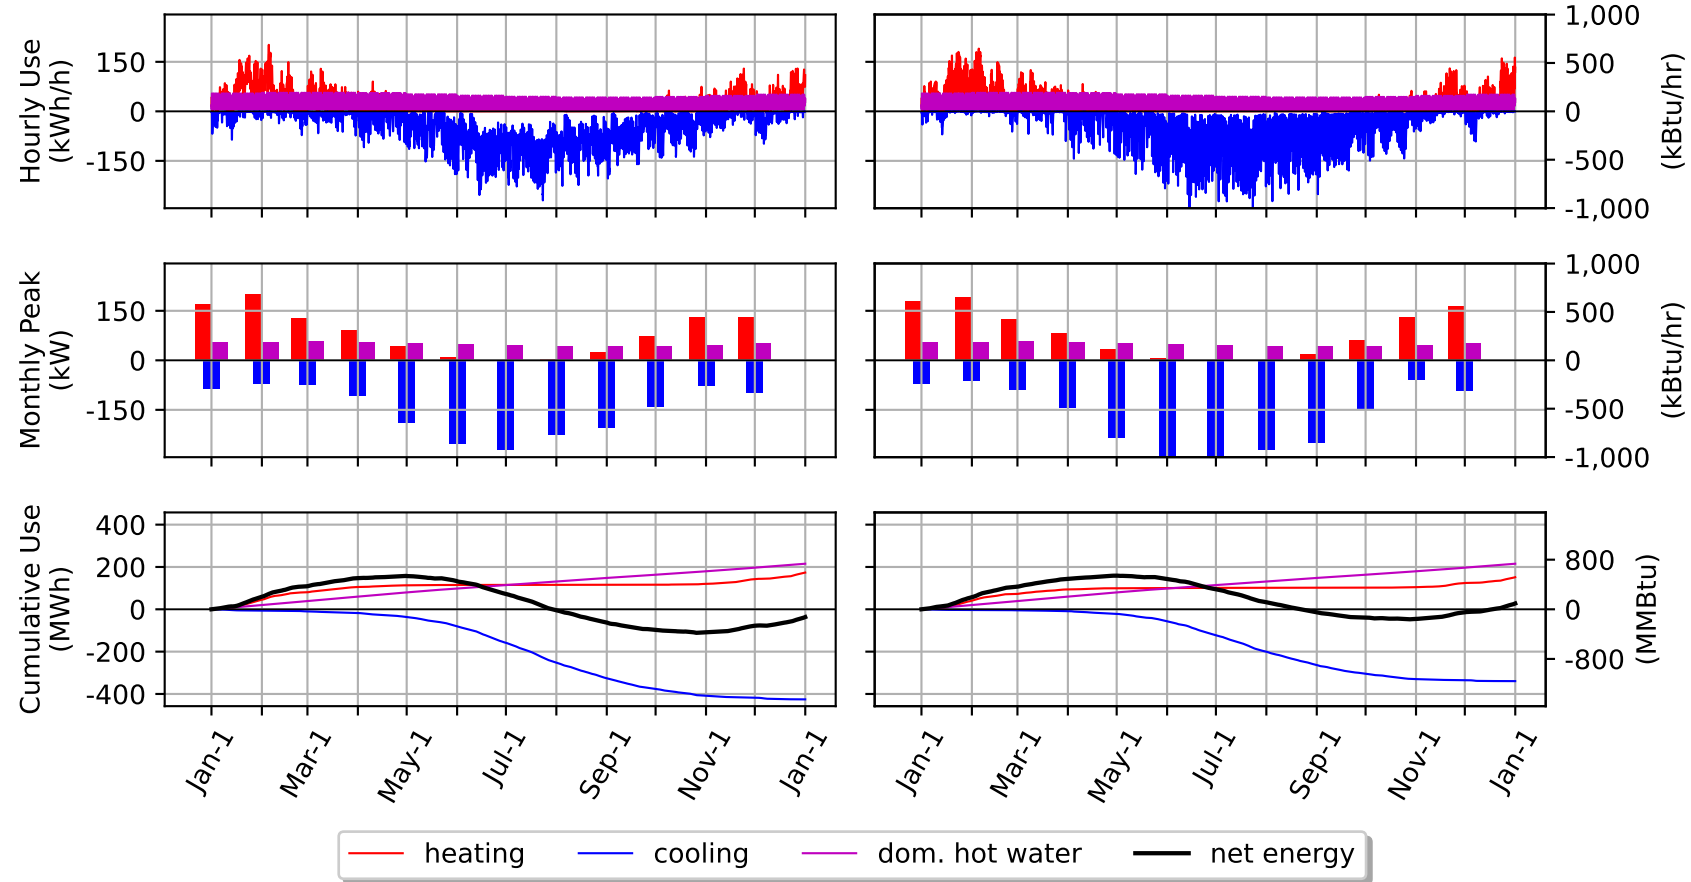 Hourly Use
(kWh/h)
150
0
-150
1,000
500
0
-500
-1,000
(kBtu/hr)
Monthly Peak
(kW)
150
0
-150
1,000
500
0
-500
-1,000
(kBtu/hr)
Cumulative Use
(MWh)
400
200
0
-200
-400
800
0
-800
(MMBtu)
Jan-1 Mar-1 May-1 Jul-1 Sep-1 Nov-1 Jan-1
Jan-1 Mar-1 May-1 Jul-1 Sep-1 Nov-1 Jan-1
heating cooling dom. hot water net energy